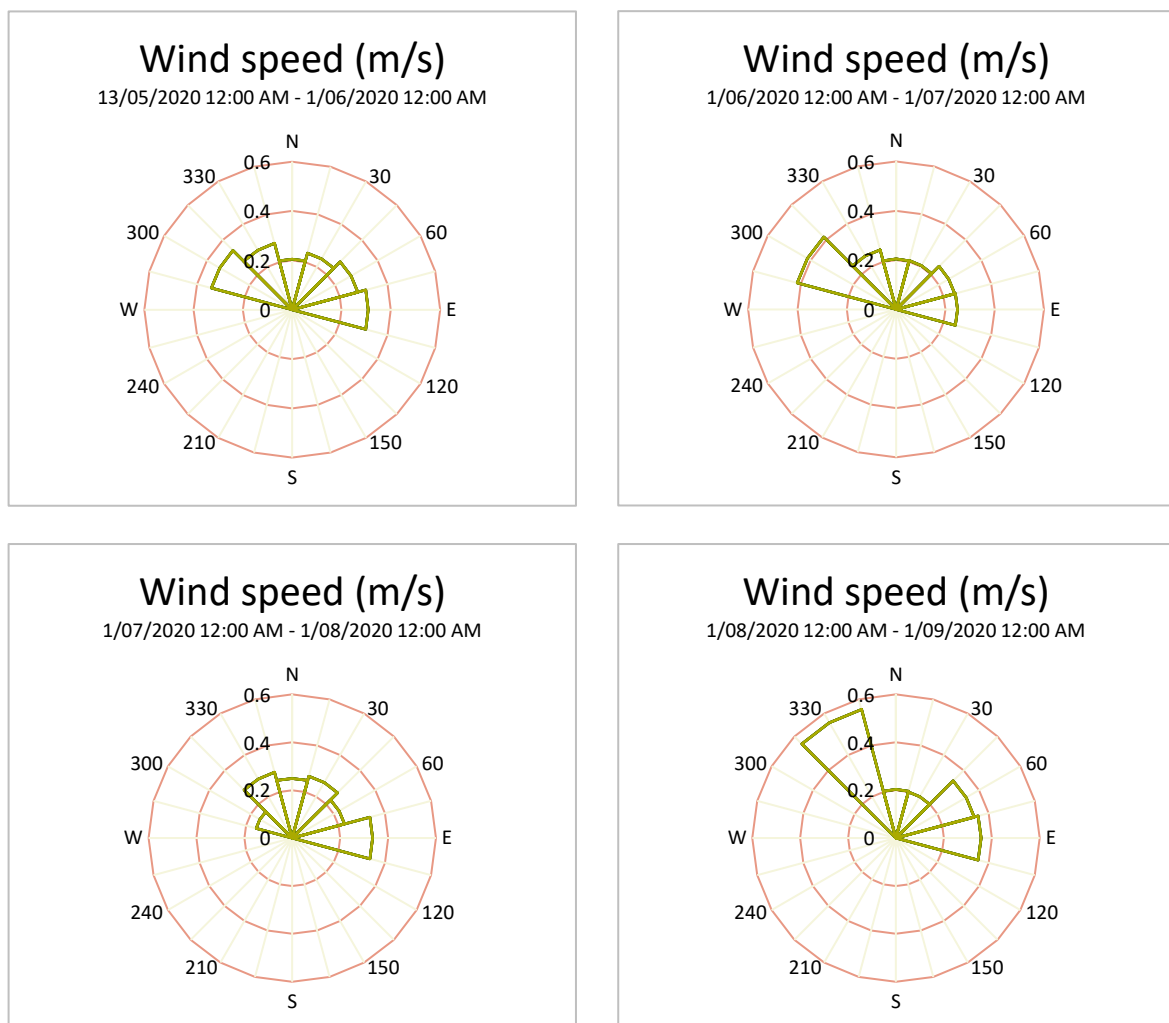 Wind speed (m/s)
13/05/2020 12:00 AM - 1/06/2020 12:00 AM
N
0.6
330
30
0.4
300
60
0.2
W
0
E
240
120
210
150
S
Wind speed (m/s)
1/06/2020 12:00 AM - 1/07/2020 12:00 AM
N
0.6
330
30
0.4
300
60
0.2
W
0
E
240
120
210
150
S
Wind speed (m/s)
1/07/2020 12:00 AM - 1/08/2020 12:00 AM
N
0.6
330
30
0.4
300
60
0.2
W
0
E
240
120
210
150
S
Wind speed (m/s)
1/08/2020 12:00 AM - 1/09/2020 12:00 AM
N
0.6
330
30
0.4
300
60
0.2
W
0
E
240
120
210
150
S